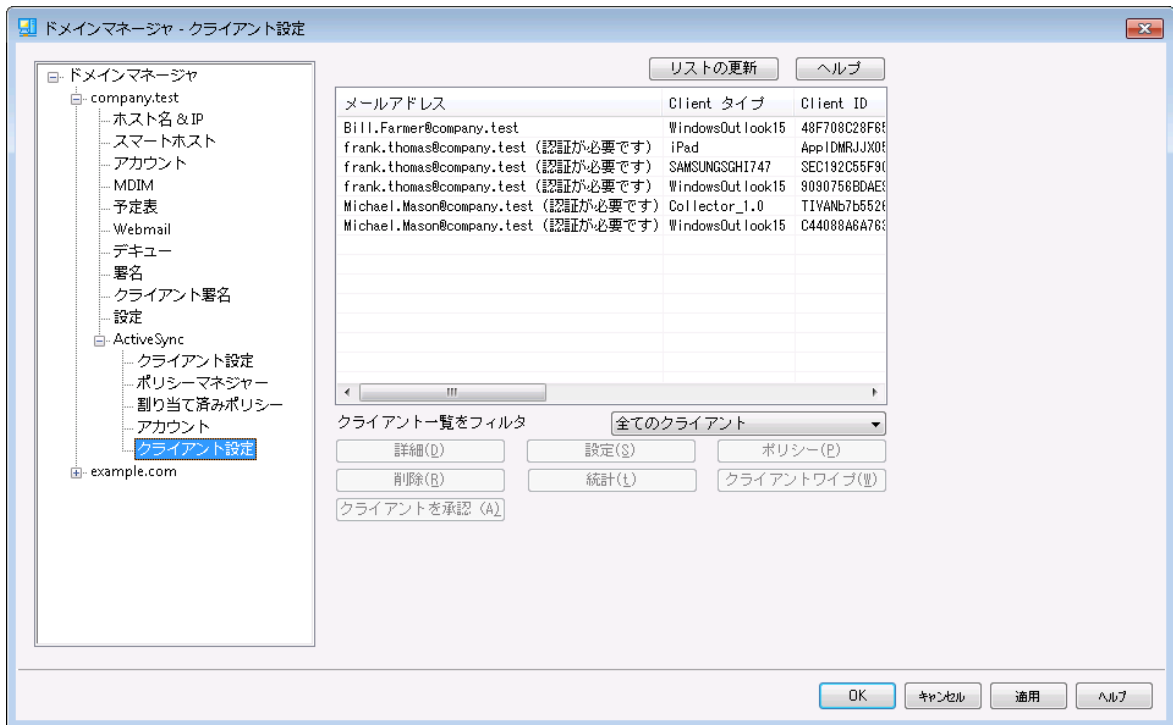 ドメインマネージャ - クライアント設定
ドメインマネージャ
company.test
ホスト名 & IP
スマートホスト
アカウント
MDIM
予定表
Webmail
デキュー
署名
クライアント署名
設定
ActiveSync
クライアント設定
ポリシーマネジャー
割り当て済みポリシー
アカウント
クライアント設定
example.com
リストの更新 ヘルプ
メールアドレス Client タイプ Client ID
Bill.Farmer@company.test WindowsOutlook15 48F708C28F65
frank.thomas@company.test (認証が必要です) iPad ApplDMRJJX05
frank.thomas@company.test (認証が必要です) SAMSUNGSGHI747 SEC192C55F90
frank.thomas@company.test (認証が必要です) WindowsOutlook15 9090756BDAE
Michael.Mason@company.test (認証が必要です) Collector_1.0 TIVANb7b552
Michael.Mason@company.test (認証が必要です) WindowsOutlook15 C44088A6A76
クライアント一覧をフィルタ 全てのクライアント
詳細(D) 設定(S) ポリシー(P)
削除(R) 統計(t) クライアントワイプ(W)
クライアントを承認 (A)
OK キャンセル 適用 ヘルプ